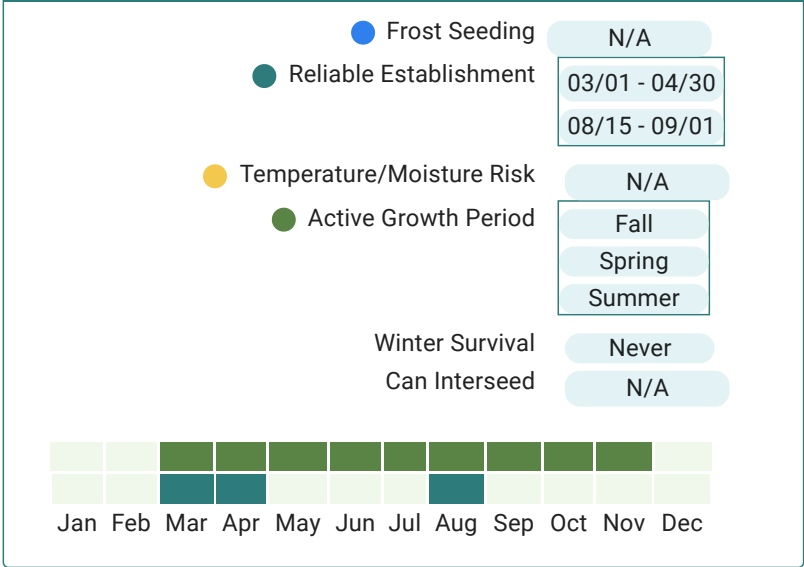 Frost Seeding N/A
Reliable Establishment 03/01 - 04/30
08/15 - 09/01
Temperature/Moisture Risk N/A
Active Growth Period Fall
Spring
Summer
Winter Survival Never
Can Interseed N/A
Jan Feb Mar Apr May Jun Jul Aug Sep Oct Nov Dec